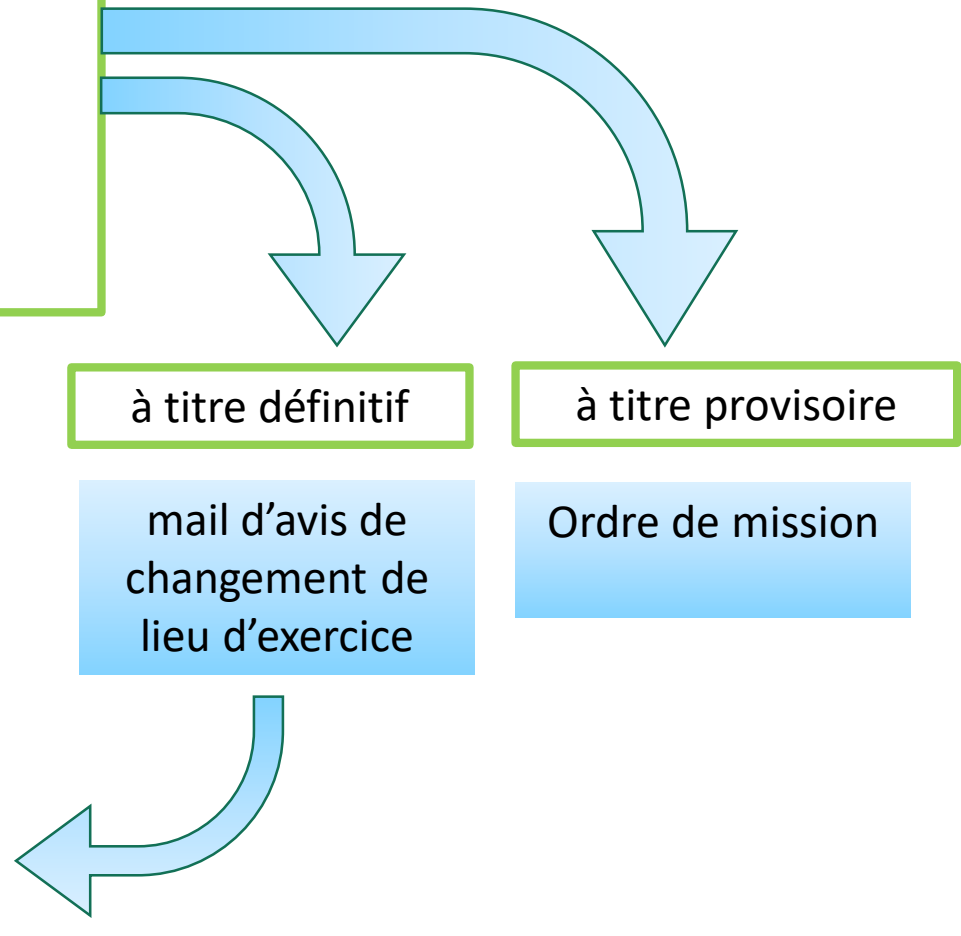 à titre définitif
à titre provisoire
mail d’avis de
changement de
lieu d’exercice
Ordre de mission